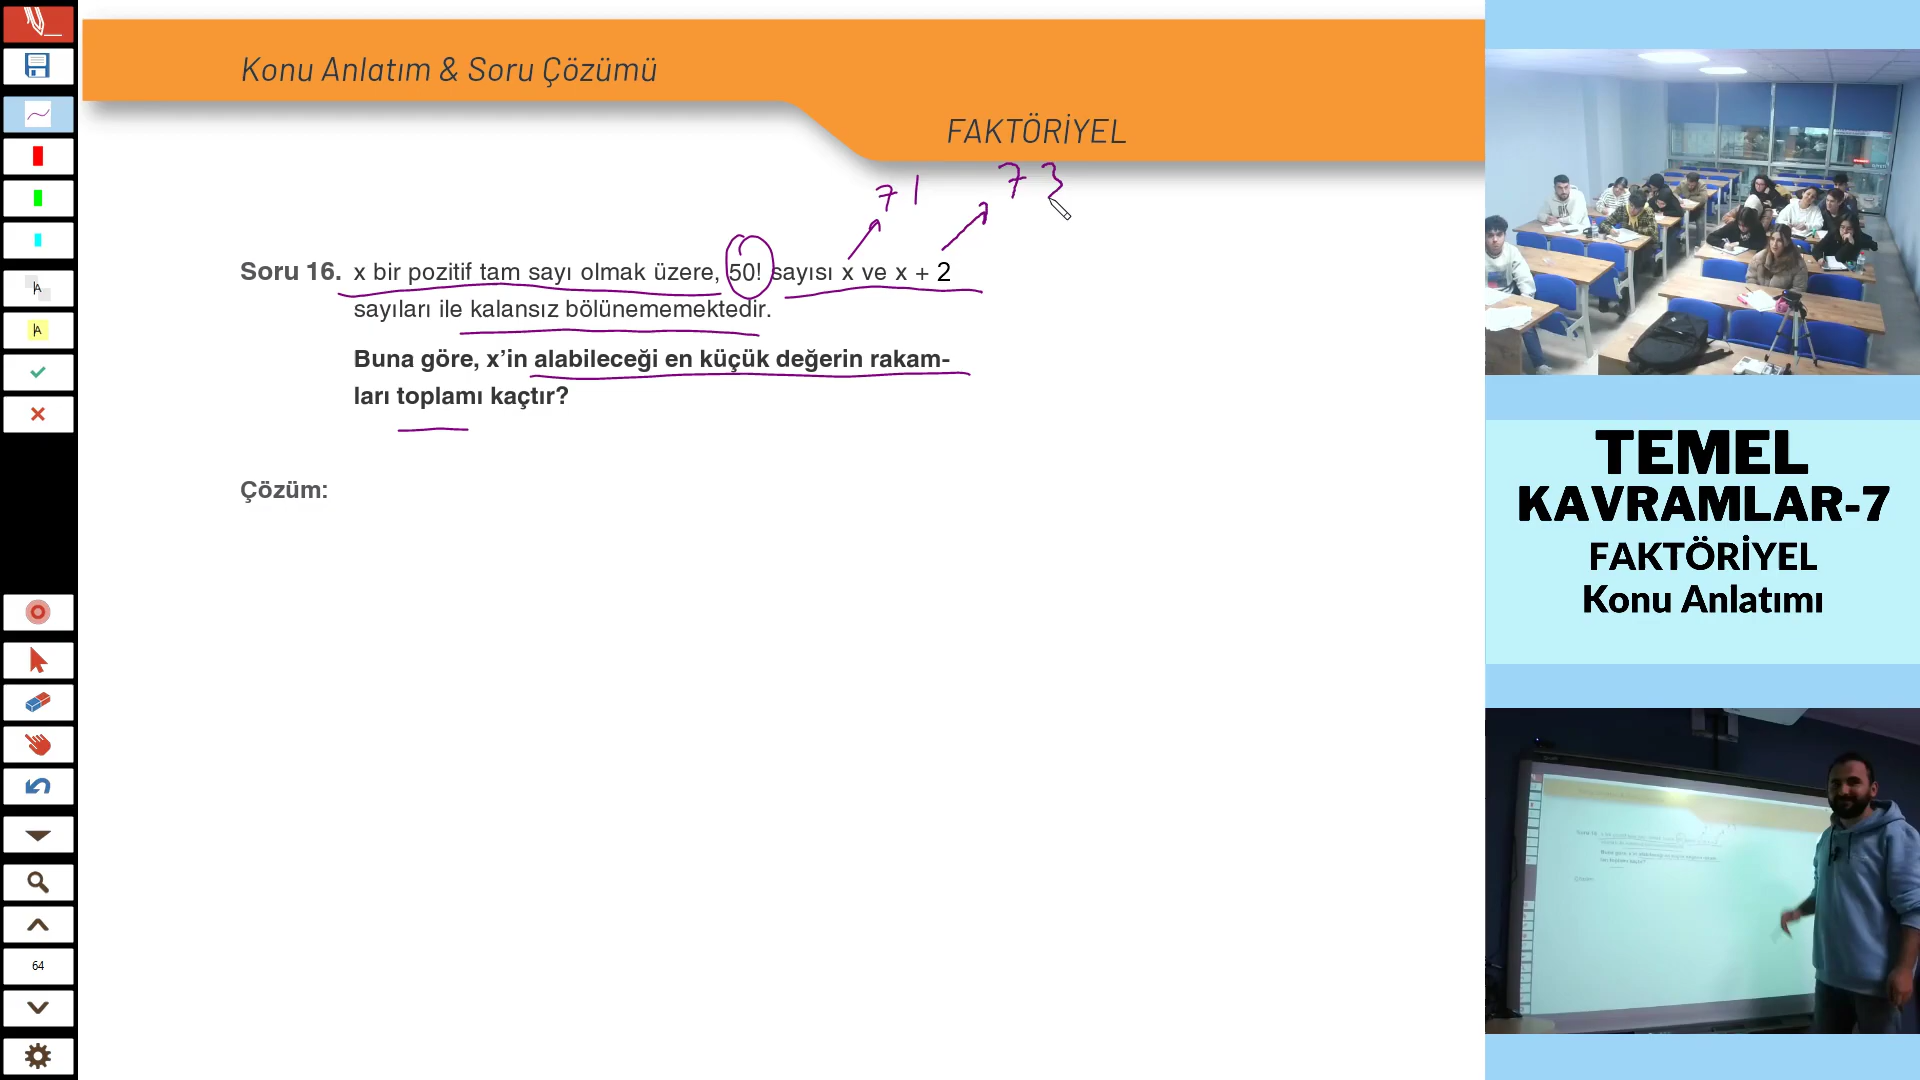 Konu Anlatım & Soru Çözümü
FAKTÖRİYEL
71
73
Soru 16. x bir pozitif tam sayı olmak üzere, 50! sayısı x ve x + 2
sayıları ile kalansız bölünememektedir.
Buna göre, x’in alabileceği en küçük değerin rakam-
ları toplamı kaçtır?
Çözüm:
64
TEMEL
KAVRAMLAR-7
FAKTÖRİYEL
Konu Anlatımı